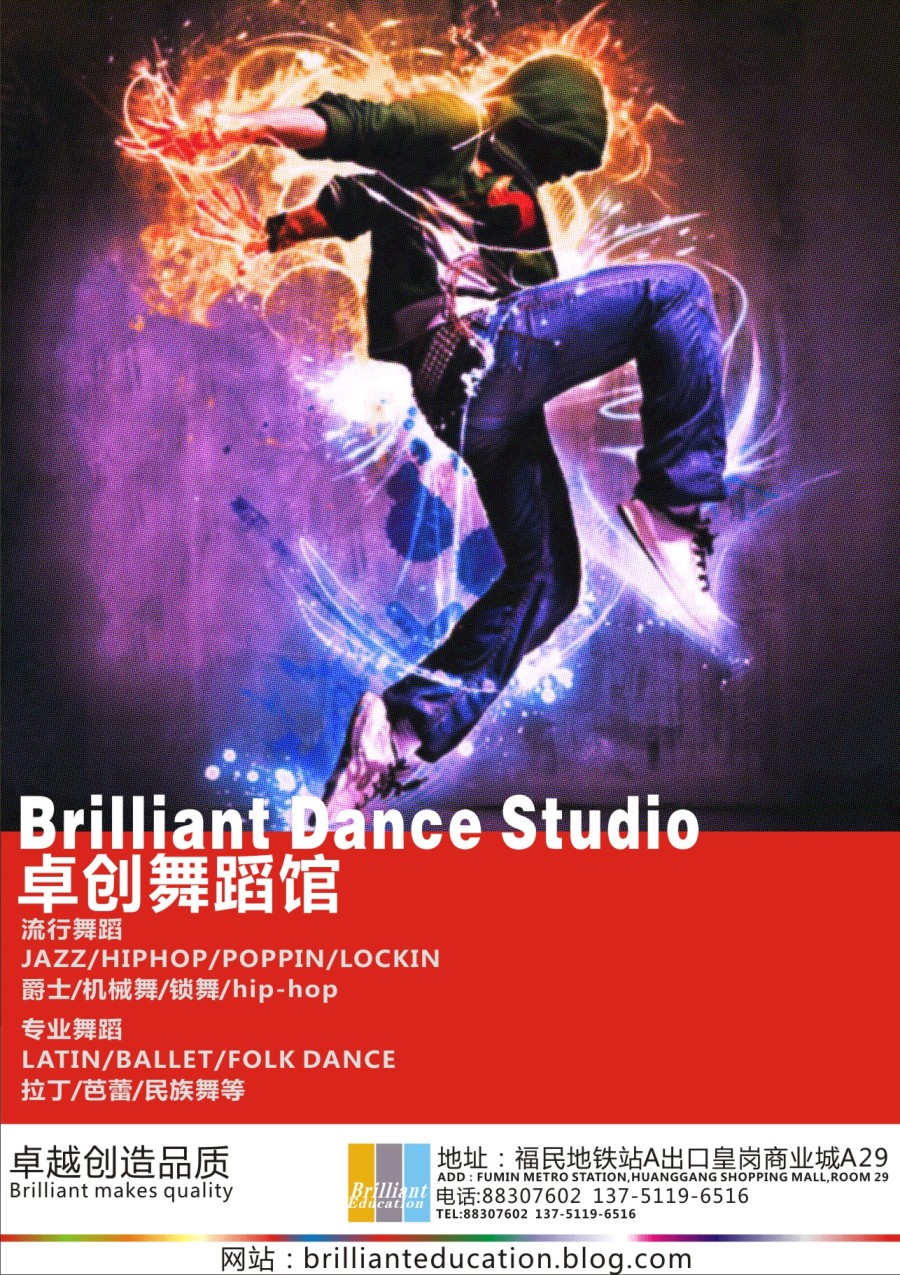 Brilliant Dance Studio
卓创舞蹈馆
流行舞蹈
JAZZ/HIPHOP/POPPIN/LOCKIN
爵士/机械舞/锁舞/hip-hop
专业舞蹈
LATIN/BALLET/FOLK DANCE
拉丁/芭蕾/民族舞等
卓越创造品质
Brilliant makes quality
Brilliant
Education
地址：福民地铁站A出口皇岗商业城A29
ADD : FUMIN METRO STATION,HUANGGANG SHOPPING MALL,ROOM 29
电话:88307602 137-5119-6516
TEL:88307602 137-5119-6516
网站：brillianteducation.blog.com